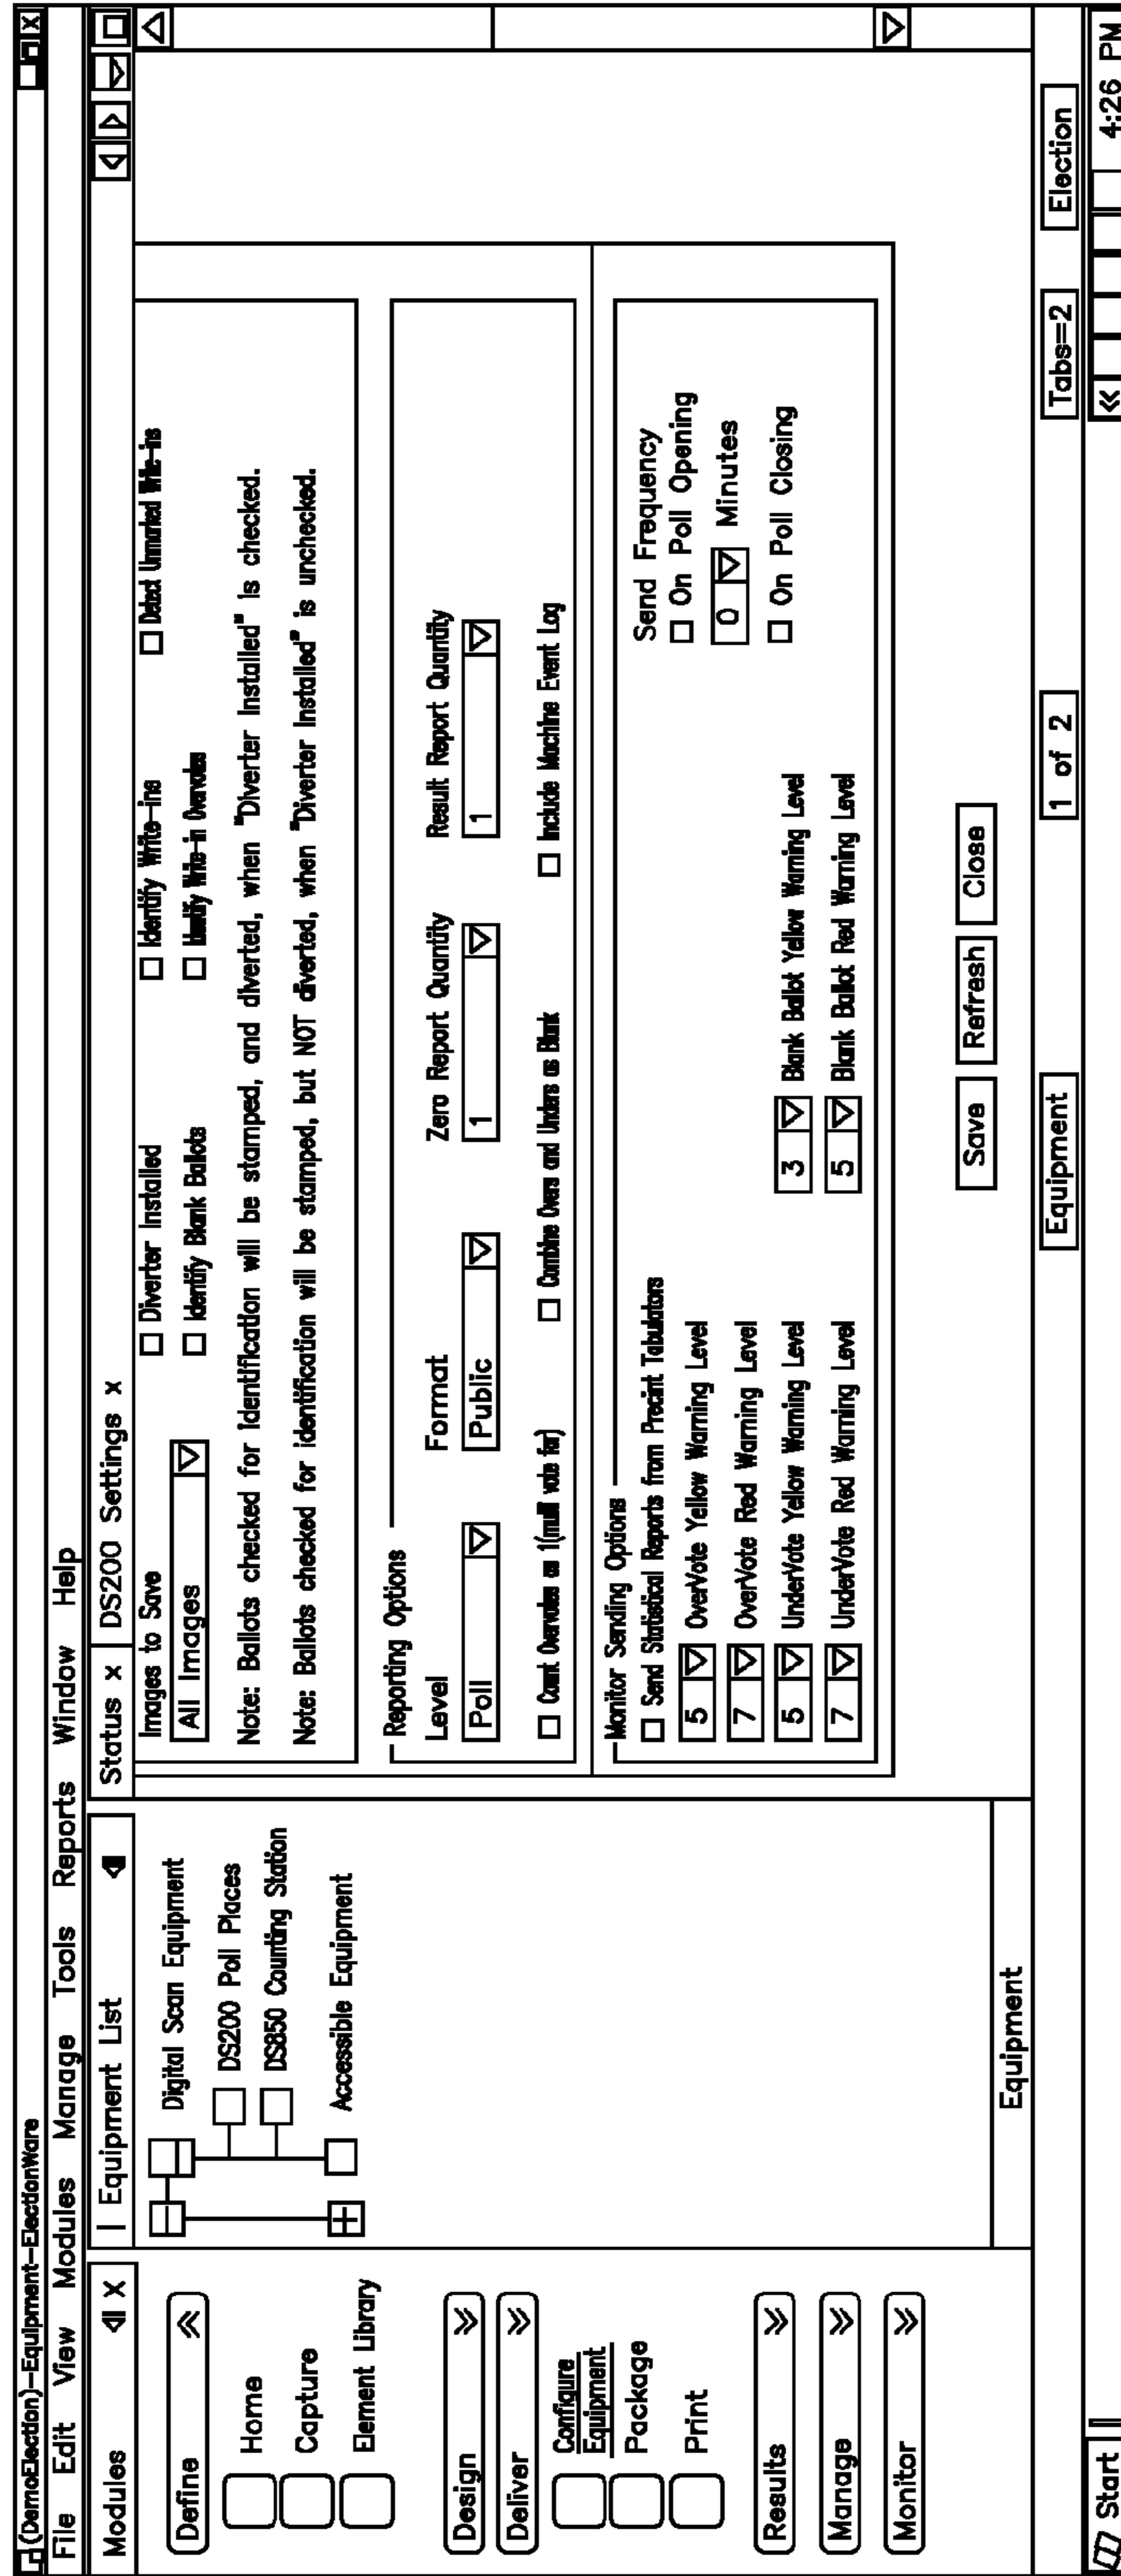 (DemoElection)-Equipment-ElectionWare
File Edit View Modules Manage Tools Reports Window Help
Modules X
Define
Home
Capture
Element Library
Design
Deliver
Configure
Equipment
Package
Print
Results
Manage
Monitor
Equipment List
Digital Scan Equipment
DS200 Poll Places
DS850 Counting Station
Accessible Equipment
Equipment
Status x DS200 Settings x
Images to Save
All Images
Diverter Installed
Identify Write-ins
Detect Unmarked Write-ins
Identify Blank Ballots
Identify Write-in Overvotes
Note: Ballots checked for identification will be stamped, and diverted, when "Diverter Installed" is checked.
Note: Ballots checked for identification will be stamped, but NOT diverted, when "Diverter Installed" is unchecked.
Reporting Options
Level Format Zero Report Quantity Result Report Quantity
Poll Public 1 1
Count Overvotes as 1(multi vote for) Combine Overs and Unders as Blank Include Machine Event Log
Monitor Sending Options
Send Statistical Reports from Precint Tabulators
5 OverVote Yellow Warning Level
7 OverVote Red Warning Level
5 UnderVote Yellow Warning Level
7 UnderVote Red Warning Level
3 Blank Ballot Yellow Warning Level
5 Blank Ballot Red Warning Level
Send Frequency
On Poll Opening
0 Minutes
On Poll Closing
Save Refresh Close
Equipment 1 of 2 Tabs=2 Election
Start 4:26 PM